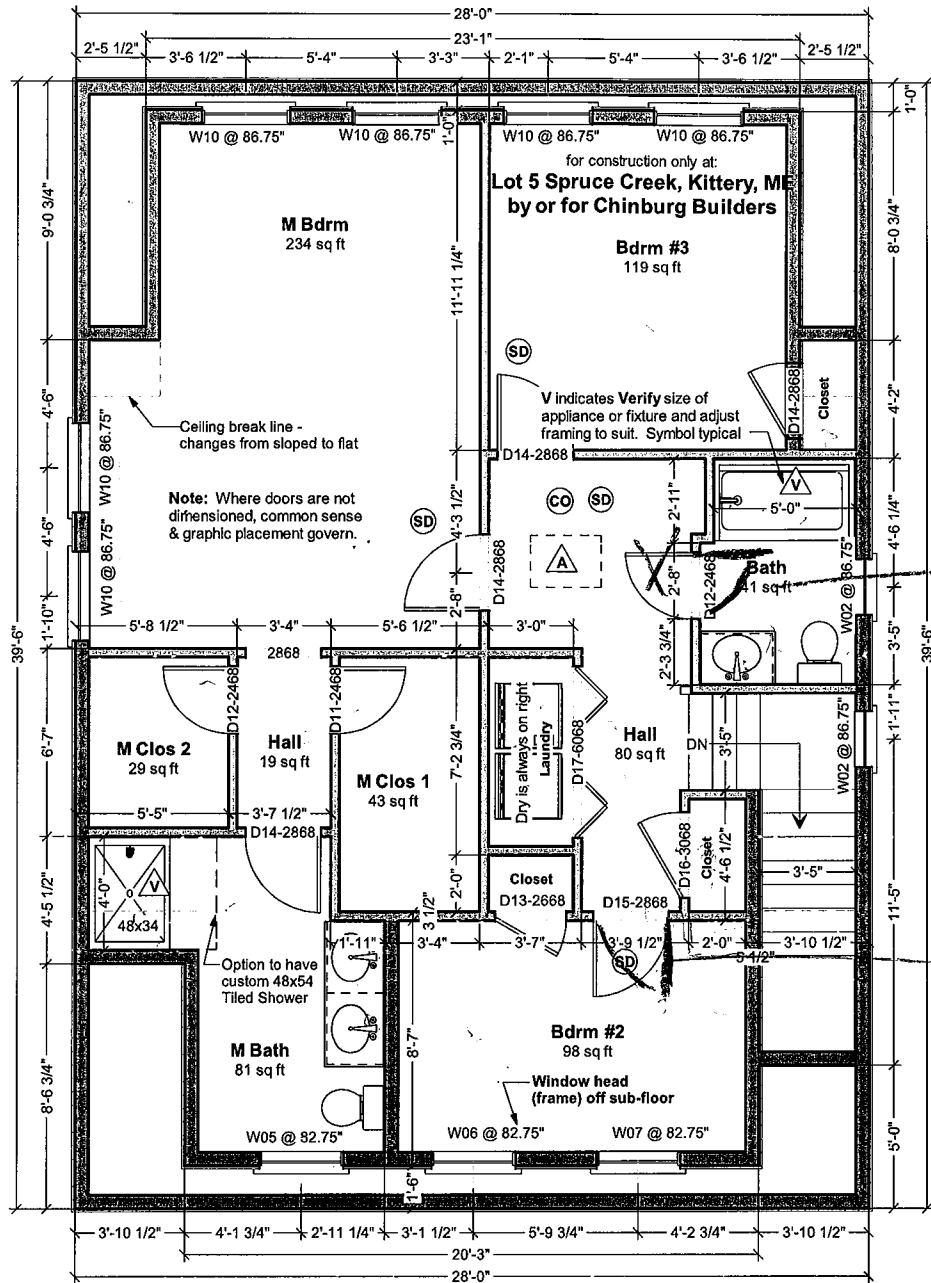 28'-0"
23'-1"
2'-5 1/2"
3'-6 1/2"
5'-4"
3'-3"
2'-1"
5'-4"
3'-6 1/2"
2'-5 1/2"
1'-0"
W10 @ 86.75"
W10 @ 86.75"
1'-0"
W10 @ 86.75"
W10 @ 86.75"
for construction only at:
Lot 5 Spruce Creek, Kittery, ME
by or for Chinburg Builders
9'-0 3/4"
M Bdrm
234 sq ft
11'-11 1/4"
Bdrm #3
119 sq ft
8'-0 3/4"
SD
4'-6"
Ceiling break line -
changes from sloped to flat
V indicates Verify size of
appliance or fixture and adjust
framing to suit. Symbol typical
D14-2868
Closet
4'-2"
W10 @ 86.75"
D14-2868
Note: Where doors are not
dimensioned, common sense
& graphic placement govern.
SD
4'-3 1/2"
CO
SD
2'-11"
V
5'-0"
4'-6 1/4"
4'-6"
W10 @ 86.75"
39'-6"
D14-2868
A
2'-8"
2'-8"
D12-2468
Bath
41 sq ft
W02 @ 86.75"
39'-6"
1'-10"
5'-8 1/2"
3'-4"
5'-6 1/2"
3'-0"
2'-3 3/4"
3'-5"
2868
D12-2468
D11-2468
6'-7"
M Clos 2
29 sq ft
Hall
19 sq ft
M Clos 1
43 sq ft
7'-2 3/4"
Dry is always on right
Laundry
D17-6068
Hall
80 sq ft
DN
3'-5"
1'-11"
W02 @ 86.75"
5'-5"
3'-7 1/2"
D14-2868
4'-5 1/2"
4'-0"
V
48x34
2'-0"
3 1/2"
Closet
D13-2668
D16-3068
Closet
4'-6 1/2"
3'-5"
11'-5"
D15-2868
1'-11"
3'-4"
3'-7"
3'-9 1/2"
2'-0"
3'-10 1/2"
5 1/2"
SD
Option to have
custom 48x54
Tiled Shower
8'-7"
Bdrm #2
98 sq ft
M Bath
81 sq ft
Window head
(frame) off sub-floor
8'-6 3/4"
W05 @ 82.75"
W06 @ 82.75"
W07 @ 82.75"
5'-0"
1'-6"
3'-10 1/2"
4'-1 3/4"
2'-11 1/4"
3'-1 1/2"
5'-9 3/4"
4'-2 3/4"
3'-10 1/2"
20'-3"
28'-0"